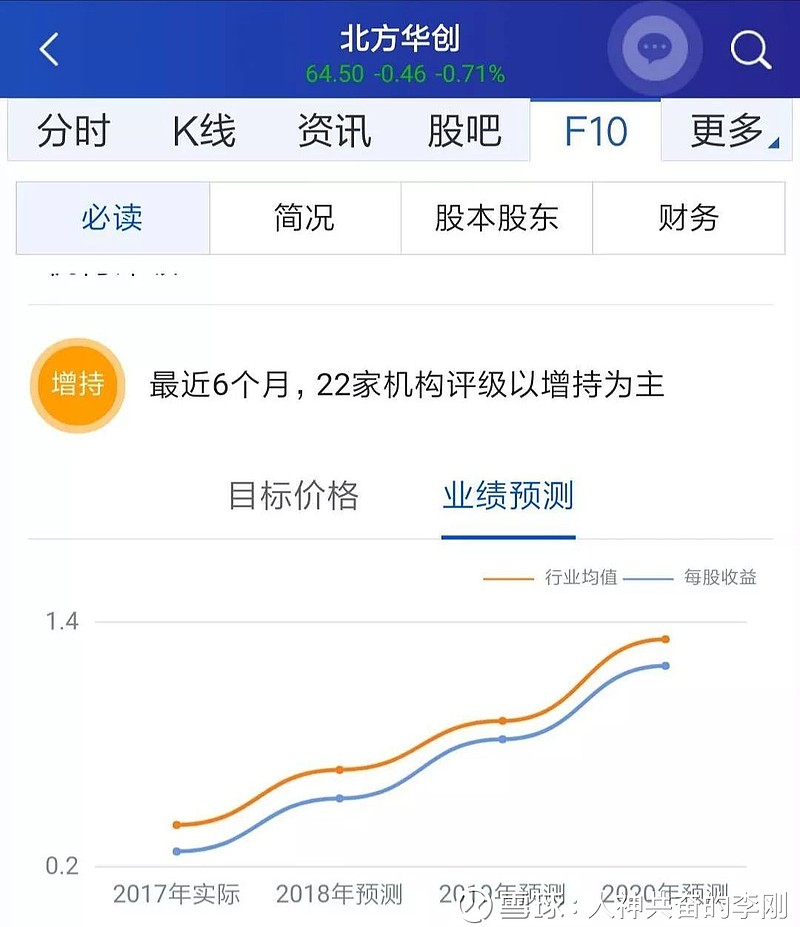 北方华创
64.50 -0.46 -0.71%
分时 K线 资讯 股吧 F10 更多
必读 简况 股本股东 财务
增持 最近6个月，22家机构评级以增持为主
目标价格 业绩预测
行业均值 每股收益
1.4
0.2
2017年实际 2018年预测 2019年预测 2020年预测
雪球：人神共奋的李刚